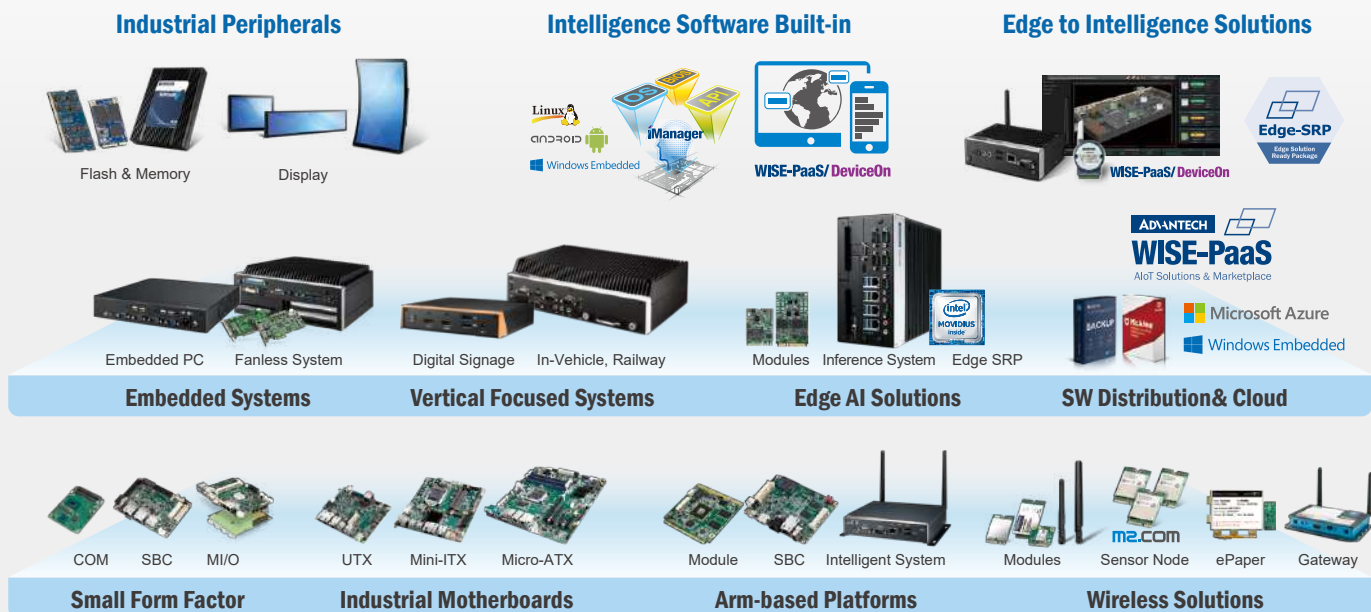 Industrial Peripherals
Intelligence Software Built-in
Edge to Intelligence Solutions
Linux
android
Windows Embedded
OS
BIOS
API
iManager
WISE-PaaS/ DeviceOn
WISE-PaaS/ DeviceOn
Edge-SRP
Edge Solution
Ready Package
Flash & Memory
Display
ADVANTECH
WISE-PaaS
AIoT Solutions & Marketplace
intel
MOVIDIUS
inside
BACKUP
McAfee
Microsoft Azure
Windows Embedded
Embedded PC
Fanless System
Digital Signage
In-Vehicle, Railway
Modules
Inference System
Edge SRP
Embedded Systems
Vertical Focused Systems
Edge AI Solutions
SW Distribution& Cloud
m2.com
COM
SBC
MI/O
UTX
Mini-ITX
Micro-ATX
Module
SBC
Intelligent System
Modules
Sensor Node
ePaper
Gateway
Small Form Factor
Industrial Motherboards
Arm-based Platforms
Wireless Solutions